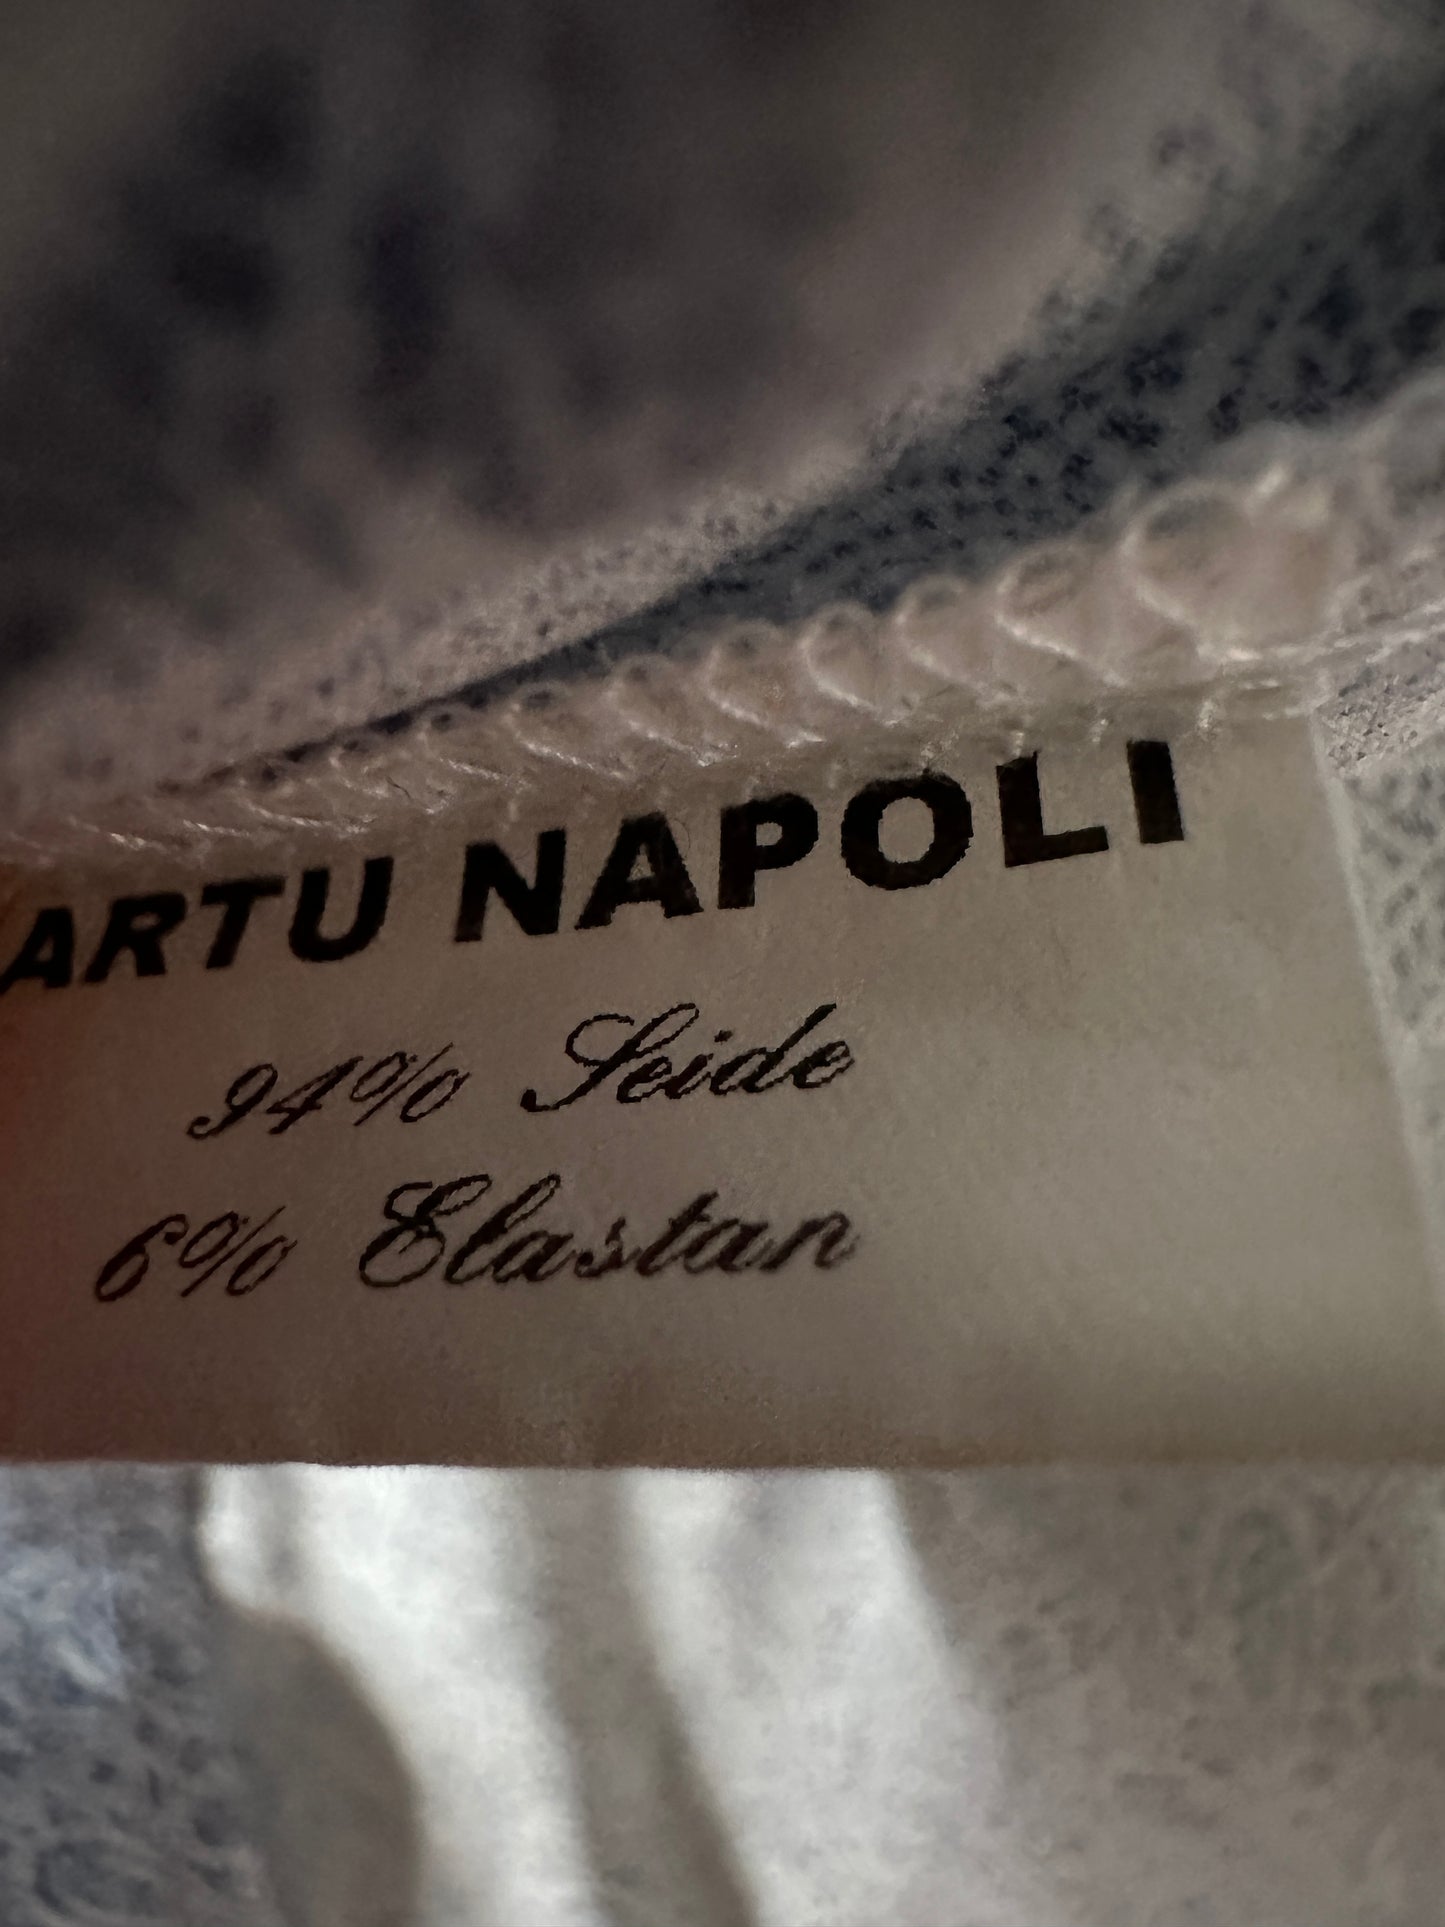 ARTU NAPOLI
94% Seide
6% Elastan